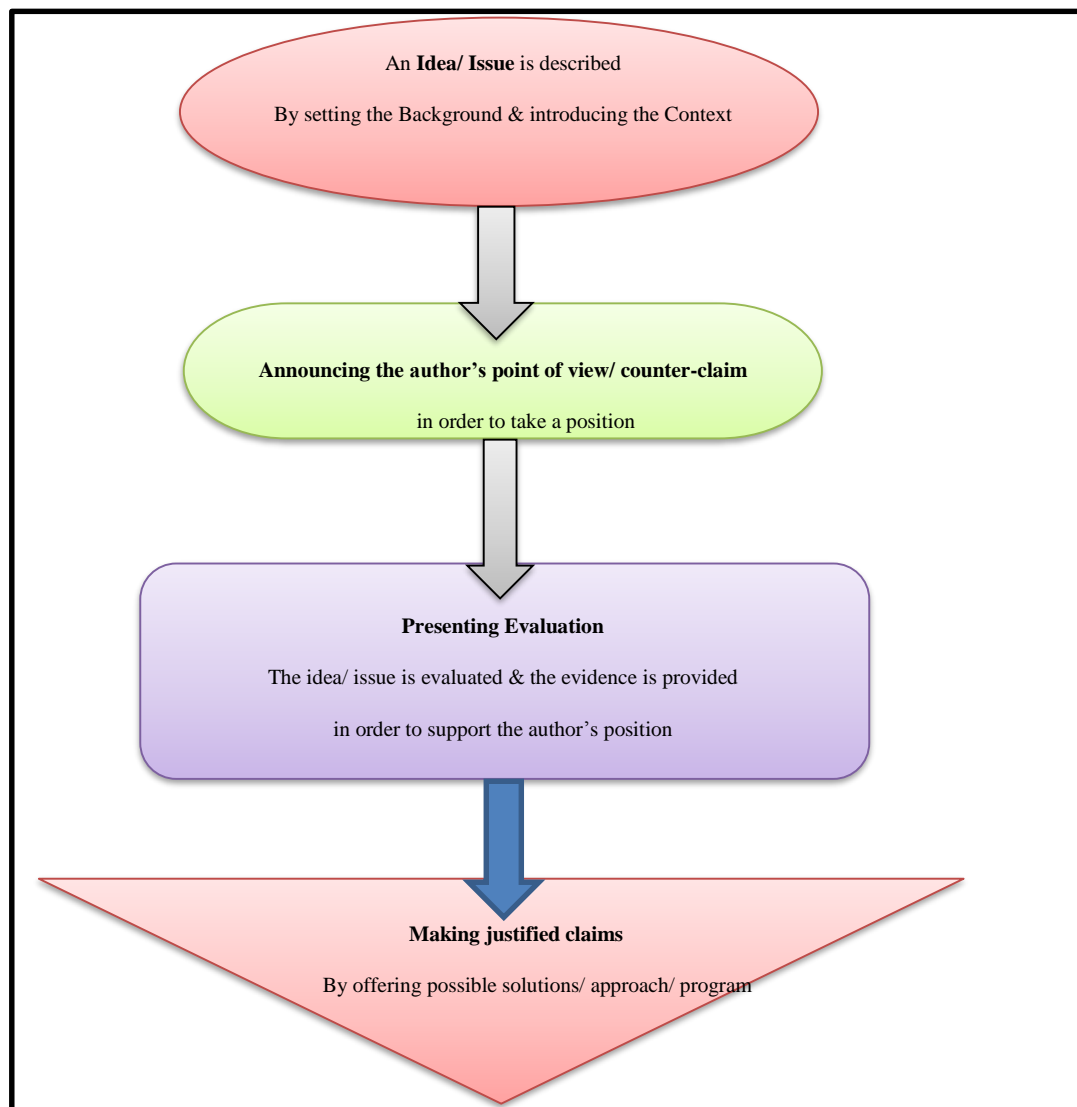 An Idea/ Issue is described
By setting the Background & introducing the Context
Announcing the author’s point of view/ counter-claim
in order to take a position
Presenting Evaluation
The idea/ issue is evaluated & the evidence is provided
in order to support the author’s position
Making justified claims
By offering possible solutions/ approach/ program